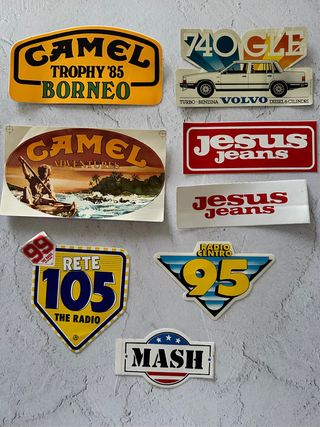 CAMEL
TROPHY '85
BORNEO
740 GLE
TURBO-BENZINA VOLVO DIESEL 6 CILINDRI
CAMEL
ADVENTURES
jesus
jeans
jesus
jeans
99
RETE
105
THE RADIO
RADIO
CENTRO
95
MASH